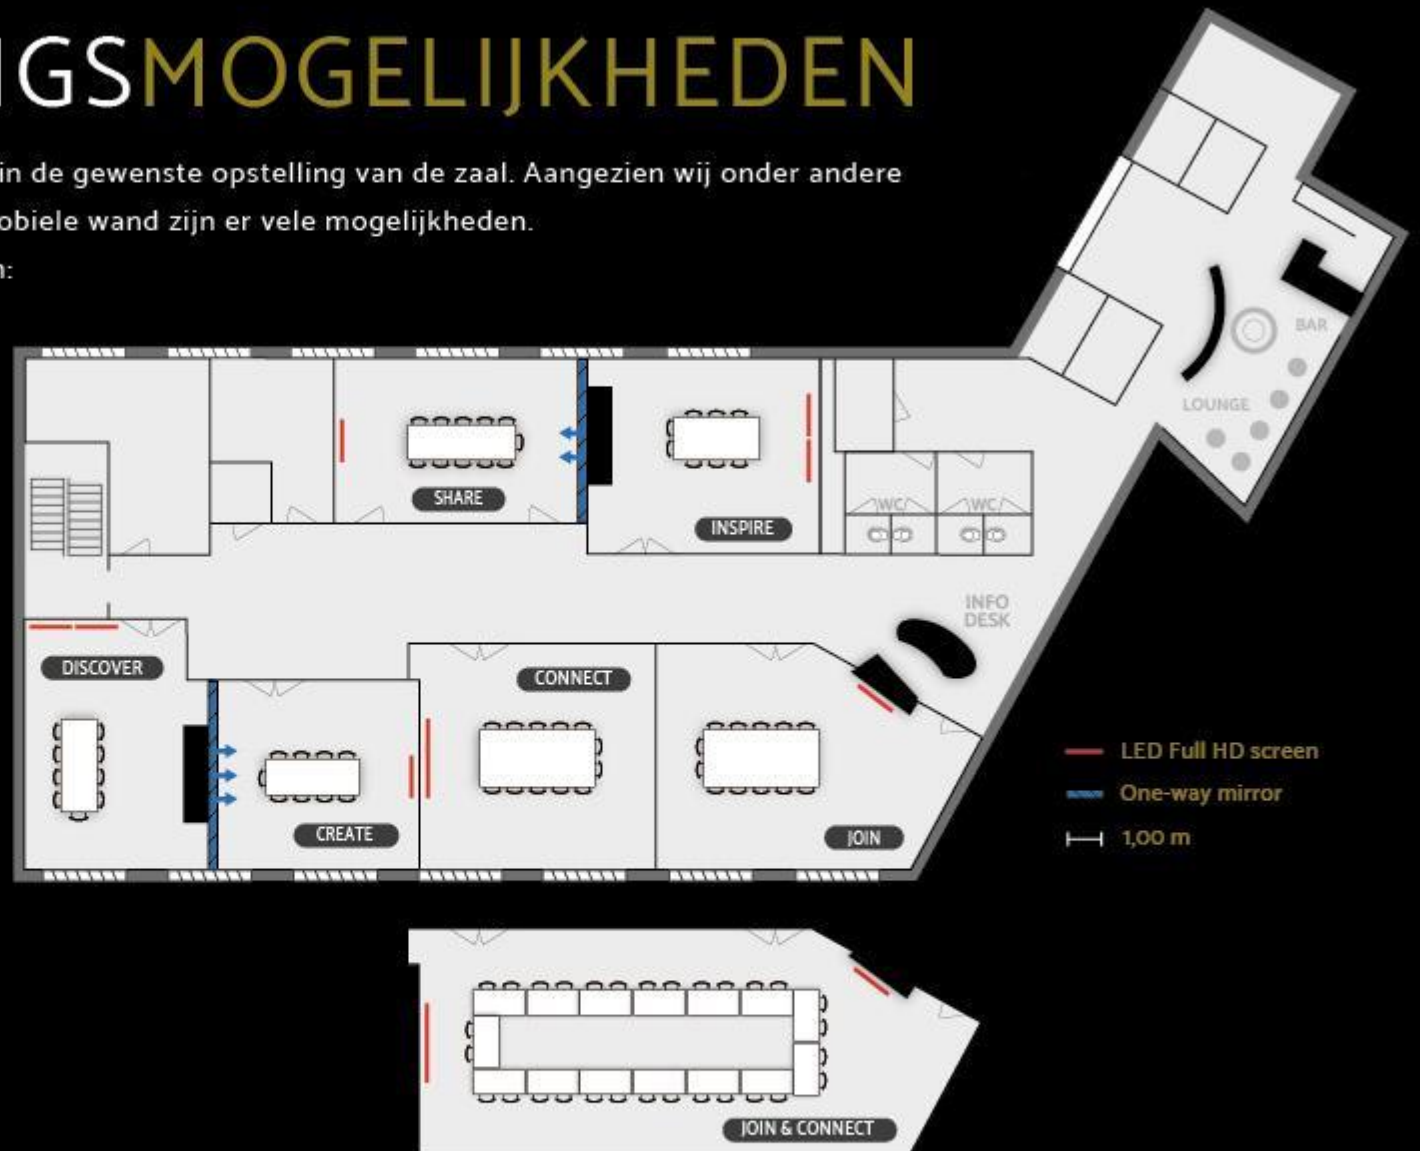 IGSMOGELIJKHEDEN
in de gewenste opstelling van de zaal. Aangezien wij onder andere
obiele wand zijn er vele mogelijkheden.
n:
BAR
LOUNGE
SHARE
INSPIRE
WC
WC
INFO
DESK
DISCOVER
CONNECT
CREATE
JOIN
LED Full HD screen
One-way mirror
1,00 m
JOIN & CONNECT